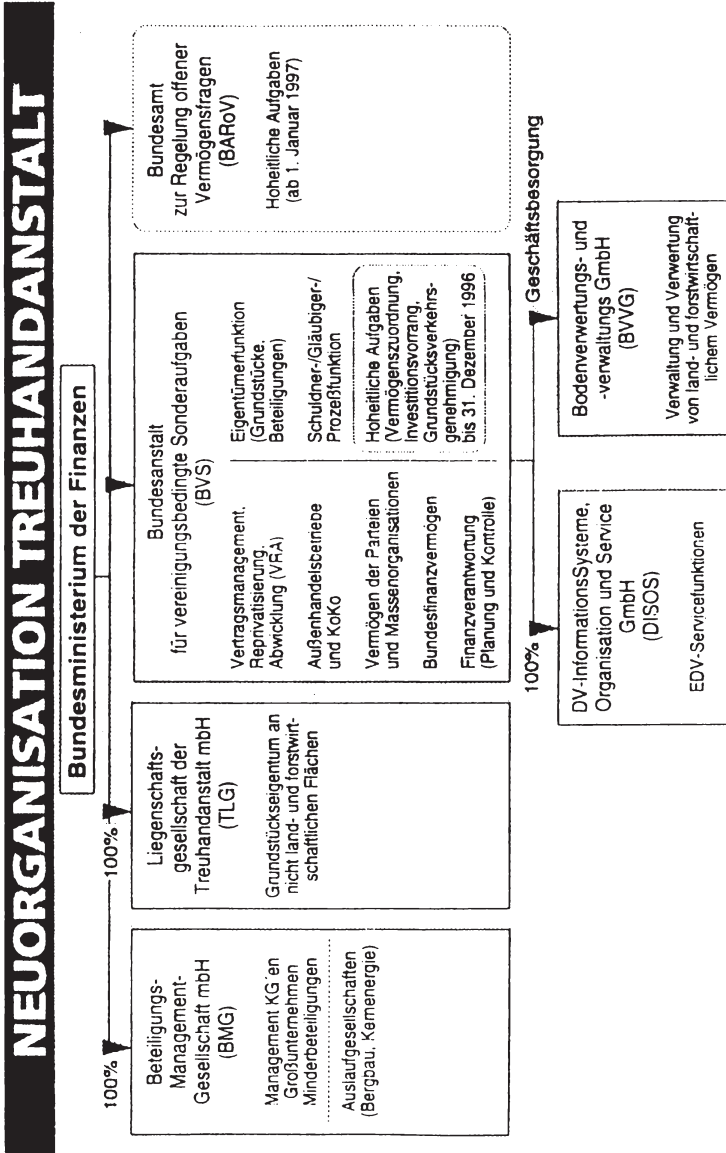 NEUORGANISATION TREUHANDANSTALT
Bundesministerium der Finanzen
100%
100%
Beteiligungs-
Management-
Gesellschaft mbH
(BMG)
Management KG'en
Großunternehmen
Minderbeteiligungen
Auslaufgesellschaften
(Bergbau, Kernenergie)
Liegenschafts-
gesellschaft der
Treuhandanstalt mbH
(TLG)
Grundstückseigentum an
nicht land- und forstwirt-
schaftlichen Flächen
Bundesanstalt
für vereinigungsbedingte Sonderaufgaben
(BVS)
Vertragsmanagement,
Reprivatisierung,
Abwicklung (VRA)
Außenhandelsbetriebe
und KoKo
Vermögen der Parteien
und Massenorganisationen
Bundesfinanzvermögen
Finanzverantwortung
(Planung und Kontrolle)
Eigentümerfunktion
(Grundstücke,
Beteiligungen)
Schuldner-/Gläubiger-/
Prozeßfunktion
Hoheitliche Aufgaben
(Vermögenszuordnung,
Investitionsvorrang,
Grundstücksverkehrs-
genehmigung)
bis 31. Dezember 1996
Bundesamt
zur Regelung offener
Vermögensfragen
(BARoV)
Hoheitliche Aufgaben
(ab 1. Januar 1997)
100%
Geschäftsbesorgung
DV-InformationsSysteme,
Organisation und Service
GmbH
(DISOS)
EDV-Servicefunktionen
Bodenverwertungs- und
-verwaltungs GmbH
(BVVG)
Verwaltung und Verwertung
von land- und forstwirtschaft-
lichem Vermögen